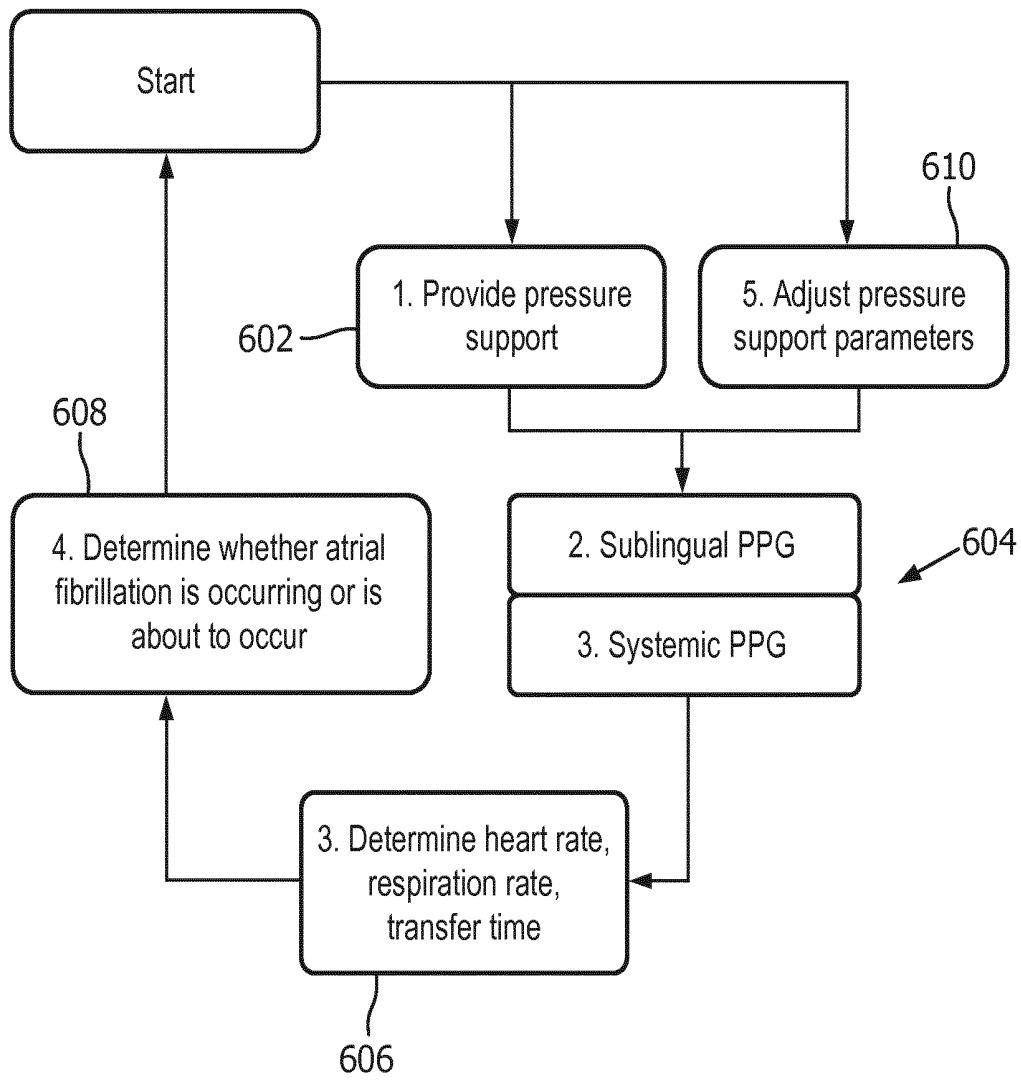 Start
610
1. Provide pressure
support
5. Adjust pressure
support parameters
602
608
2. Sublingual PPG
604
4. Determine whether atrial
fibrillation is occurring or is
about to occur
3. Systemic PPG
3. Determine heart rate,
respiration rate,
transfer time
606